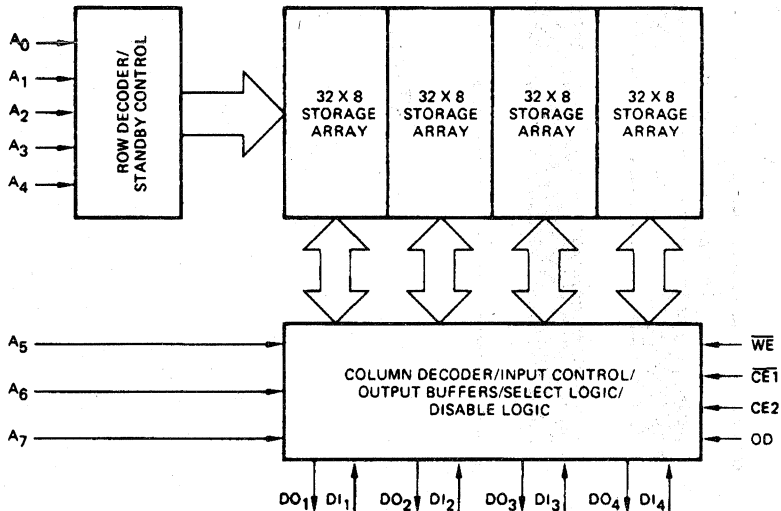 A0
A1
A2
A3
A4
ROW DECODER/
STANDBY CONTROL
32 X 8
STORAGE
ARRAY
32 X 8
STORAGE
ARRAY
32 X 8
STORAGE
ARRAY
32 X 8
STORAGE
ARRAY
A5
A6
A7
COLUMN DECODER/INPUT CONTROL/
OUTPUT BUFFERS/SELECT LOGIC/
DISABLE LOGIC
W̅E̅
C̅E̅1̅
CE2
OD
DO1 DI1 DO2 DI2 DO3 DI3 DO4 DI4